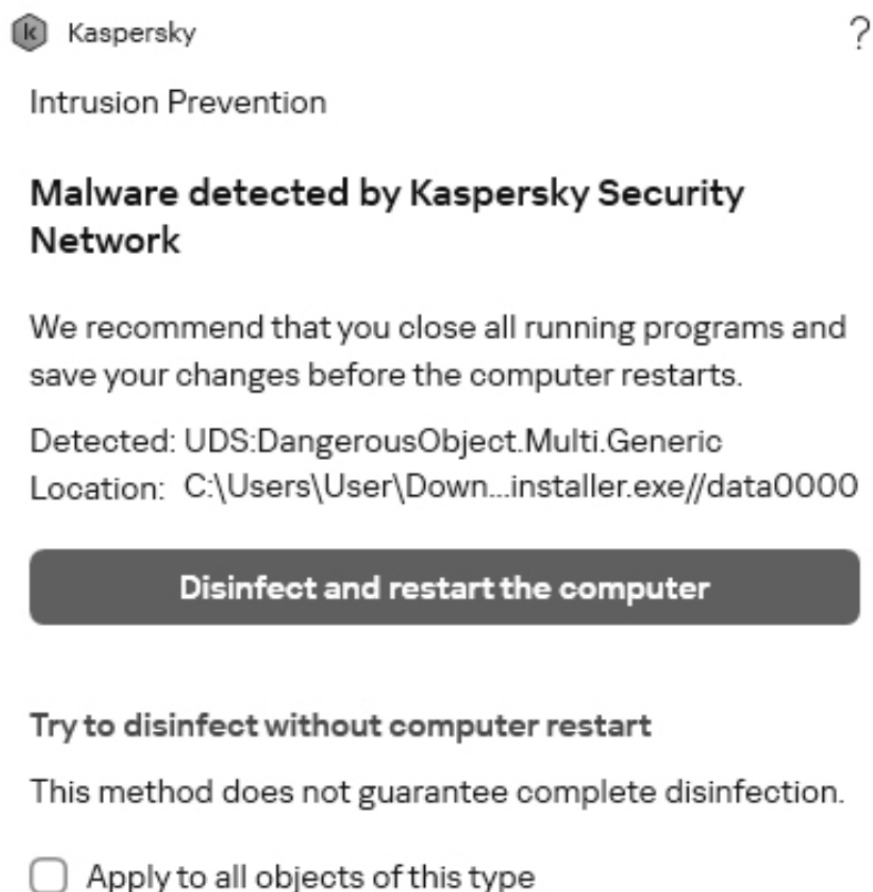 Kaspersky ?
Intrusion Prevention
Malware detected by Kaspersky Security
Network
We recommend that you close all running programs and
save your changes before the computer restarts.
Detected: UDS:DangerousObject.Multi.Generic
Location: C:\Users\User\Down...installer.exe//data0000
Disinfect and restart the computer
Try to disinfect without computer restart
This method does not guarantee complete disinfection.
Apply to all objects of this type